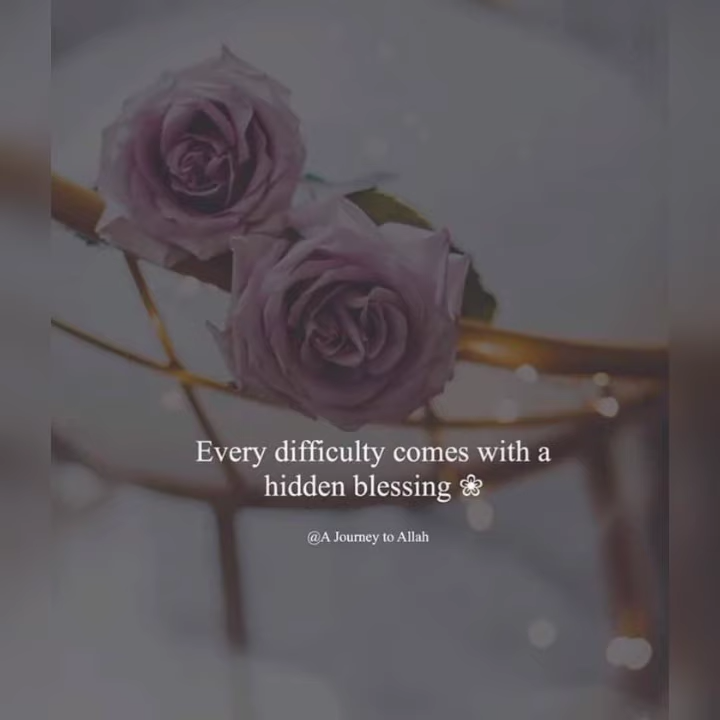 Every difficulty comes with a
hidden blessing ❀
@A Journey to Allah